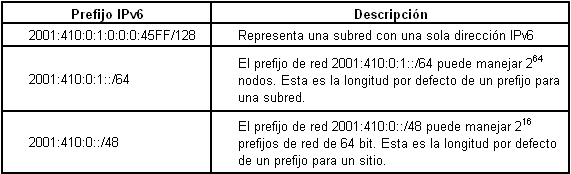 Prefijo IPv6 Descripción
2001:410:0:1:0:0:0:45FF/128 Representa una subred con una sola dirección IPv6
El prefijo de red 2001:410:0:1::/64 puede manejar 2^64
2001:410:0:1::/64 nodos. Esta es la longitud por defecto de un prefijo para
una subred.
El prefijo de red 2001:410:0::/48 puede manejar 2^16
2001:410:0::/48 prefijos de red de 64 bit. Esta es la longitud por defecto
de un prefijo para un sitio.